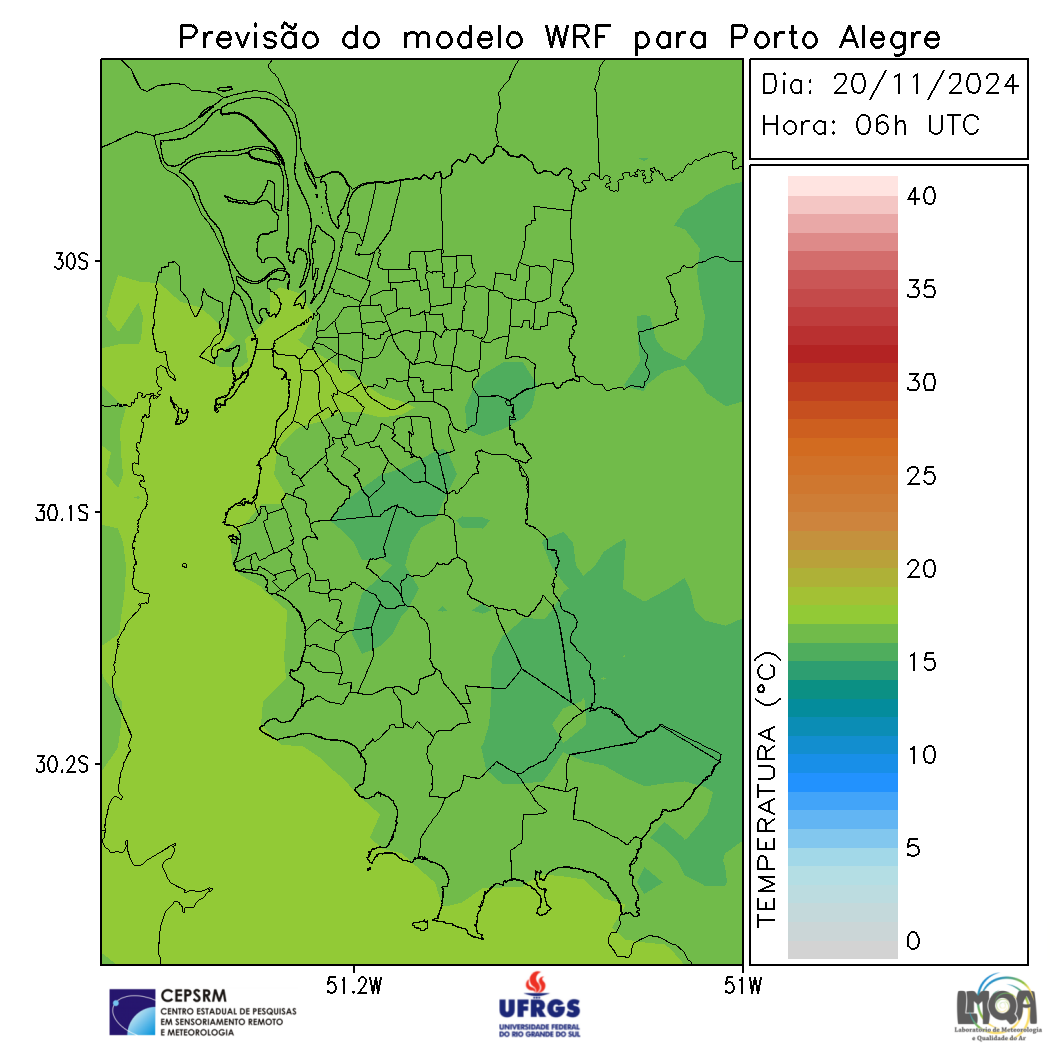 Previsão do modelo WRF para Porto Alegre
Dia: 20/11/2024
Hora: 06h UTC
30S
30.1S
30.2S
51.2W
51W
TEMPERATURA (°C)
40
35
30
25
20
15
10
5
0
CEPSRM
CENTRO ESTADUAL DE PESQUISAS
EM SENSORIAMENTO REMOTO
E METEOROLOGIA
UFRGS
UNIVERSIDADE FEDERAL
DO RIO GRANDE DO SUL
LMQA
Laboratório de Meteorologia
e Qualidade do Ar